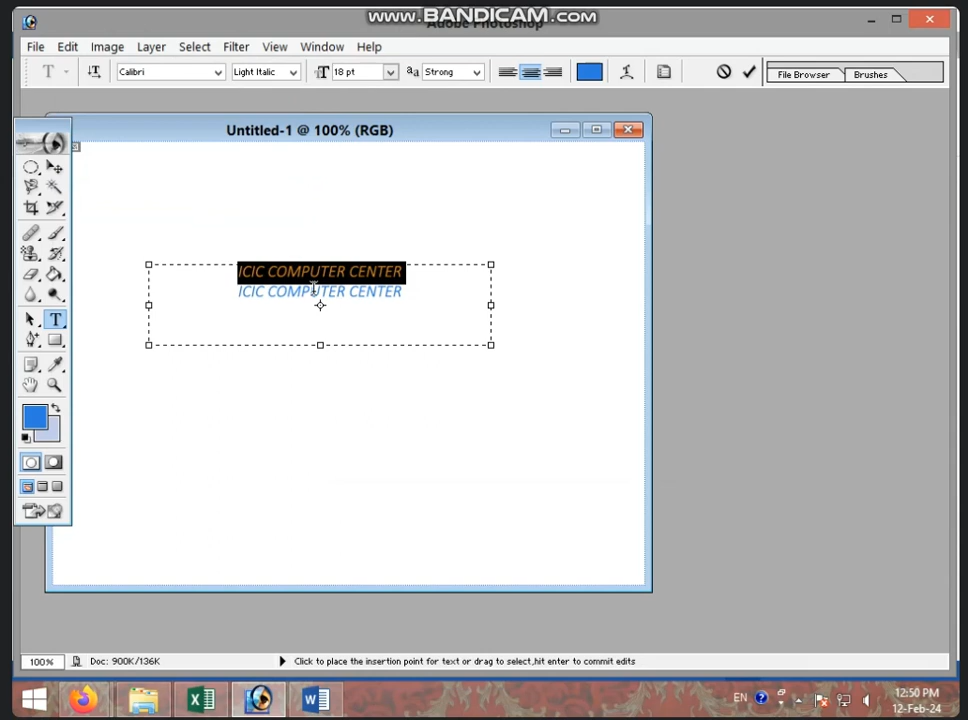 WWW.BANDICAM.COM
Adobe Photoshop
File Edit Image Layer Select Filter View Window Help
T T Calibri Light Italic T 18 pt aa Strong File Browser Brushes
Untitled-1 @ 100% (RGB)
ICIC COMPUTER CENTER
ICIC COMPUTER CENTER
T
100% Doc: 900K/136K Click to place the insertion point for text or drag to select,hit enter to commit edits
EN 12:50 PM
12-Feb-24